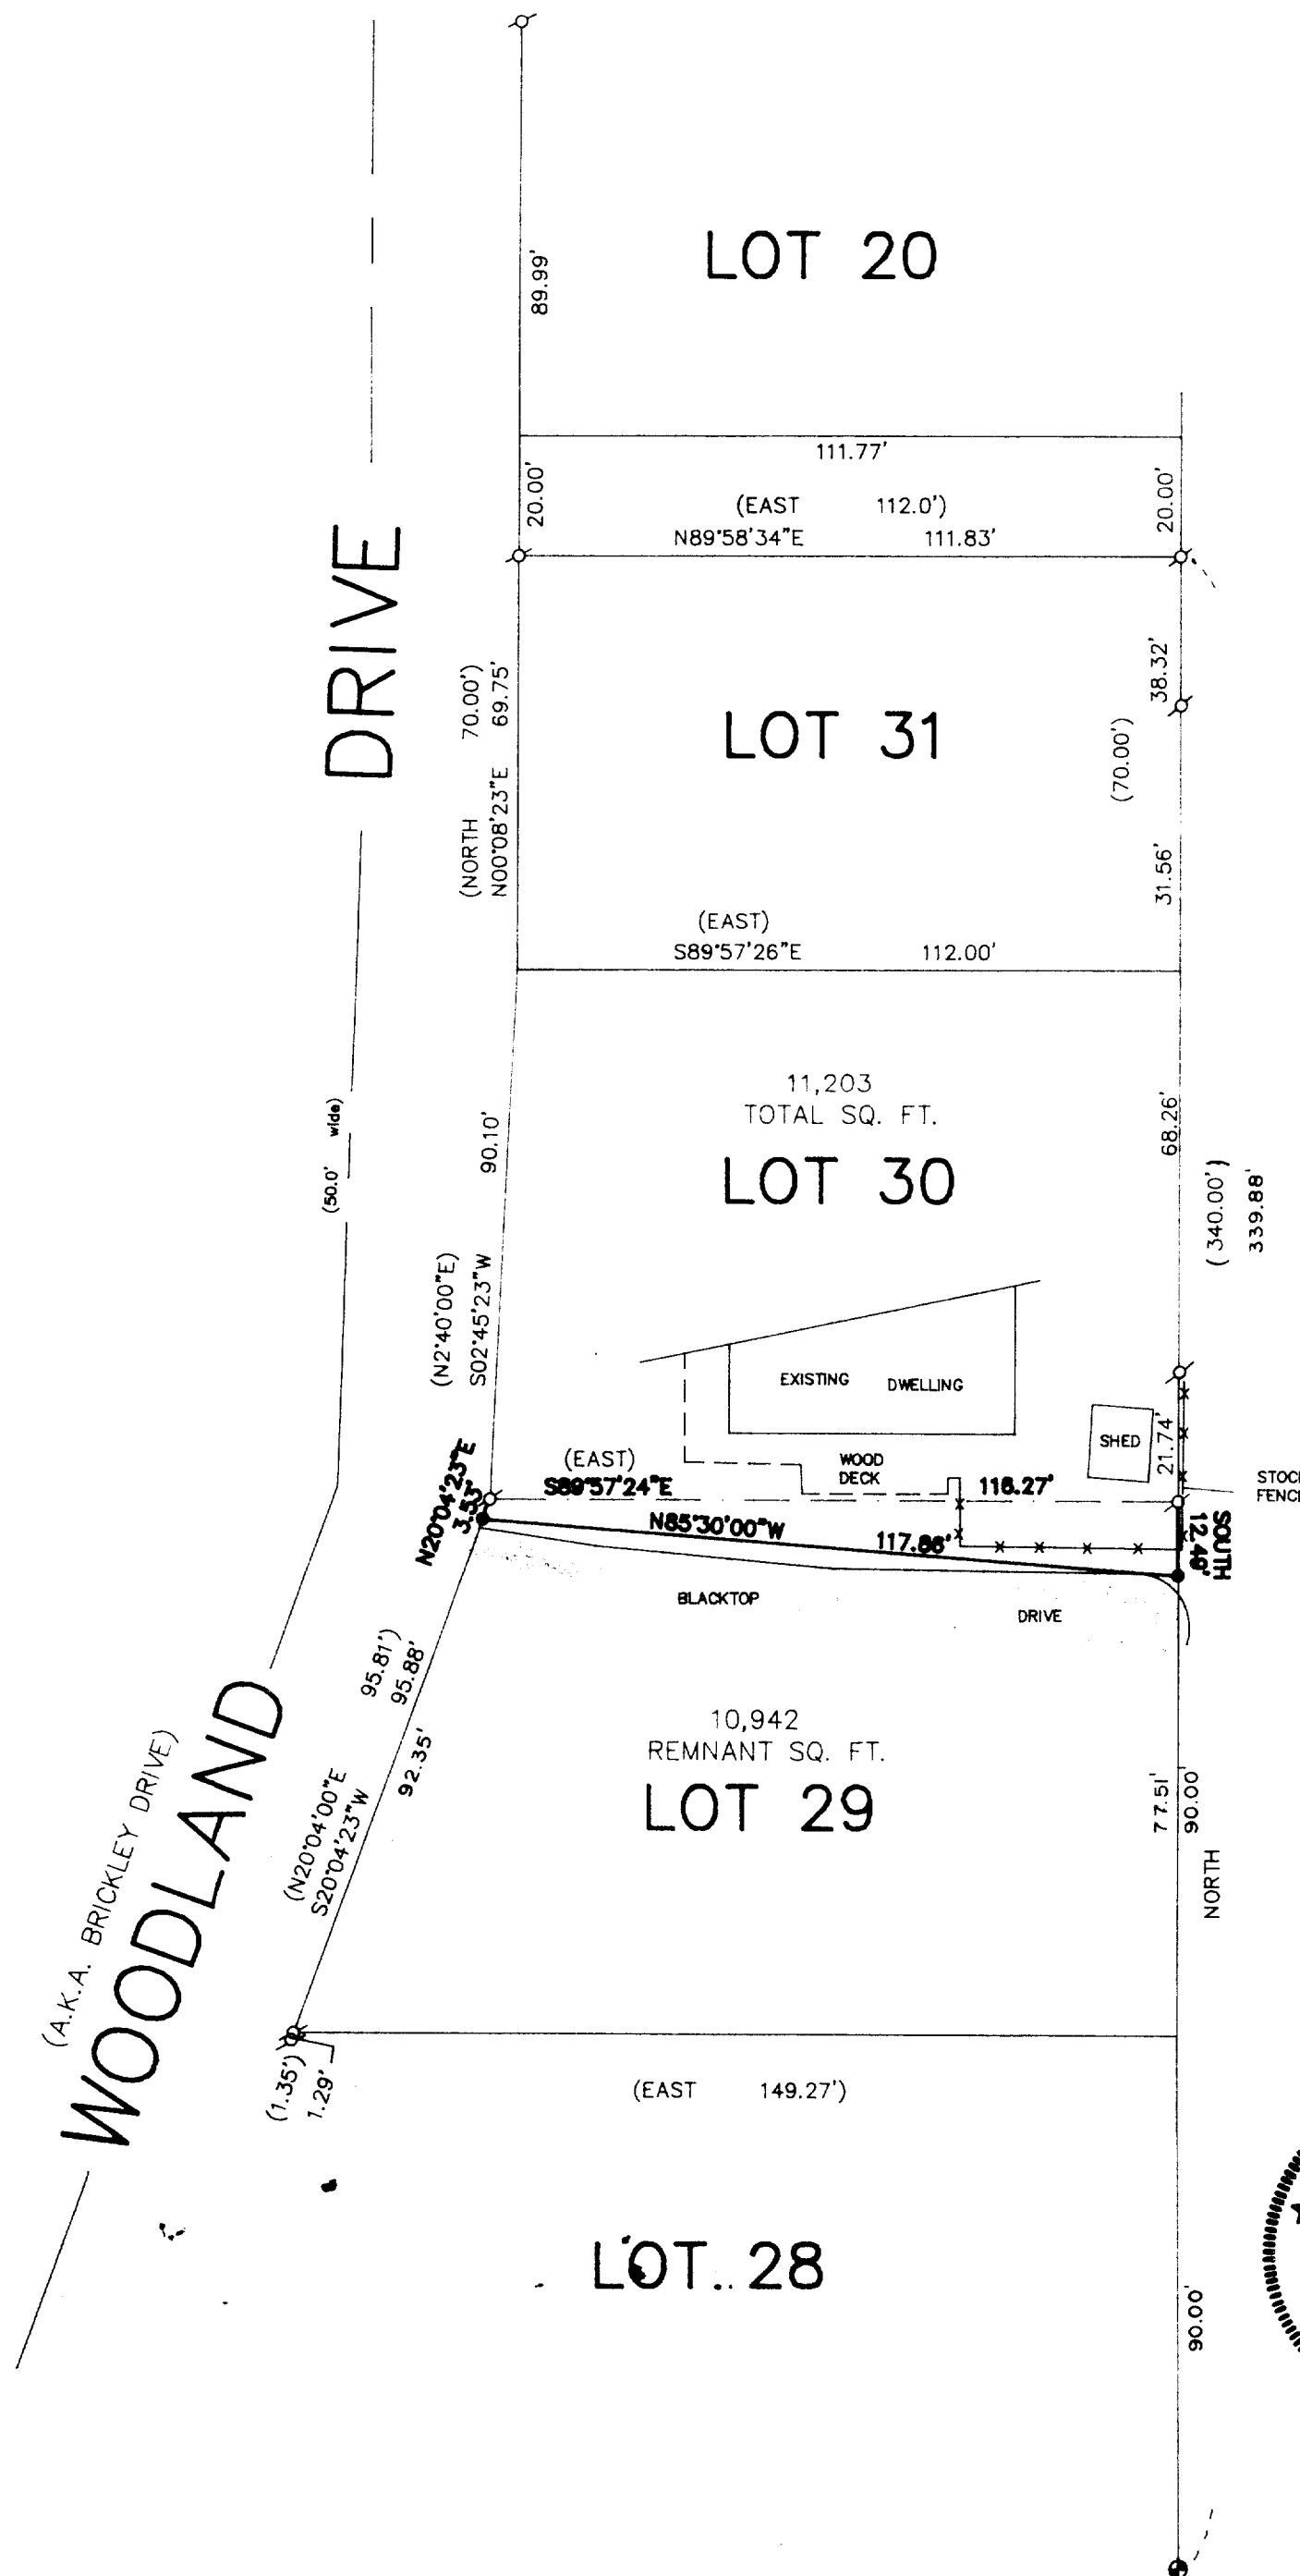 LOT 20
89.99'
111.77'
20.00'
20.00'
(EAST 112.0')
N89°58'34"E 111.83'
DRIVE
(NORTH 70.00')
N00°08'23"E 69.75'
LOT 31
38.32'
(70.00')
31.56'
(EAST)
S89°57'26"E 112.00'
11,203
TOTAL SQ. FT.
LOT 30
90.10'
68.26'
(50.0' wide)
(340.00')
339.88'
(N2°40'00"E)
S02°45'23"W
EXISTING DWELLING
SHED
21.74'
WOOD
DECK
(EAST)
S89°57'24"E 116.27'
N20°04'23"E
3.53'
N85°30'00"W 117.86'
SOUTH
12.49'
BLACKTOP DRIVE
95.81')
95.88'
92.35'
(N20°04'00"E
S20°04'23"W
10,942
REMNANT SQ. FT.
LOT 29
77.51'
90.00'
NORTH
(A.K.A. BRICKLEY DRIVE)
WOODLAND
(1.35')
1.29'
(EAST 149.27')
LOT 28
90.00'